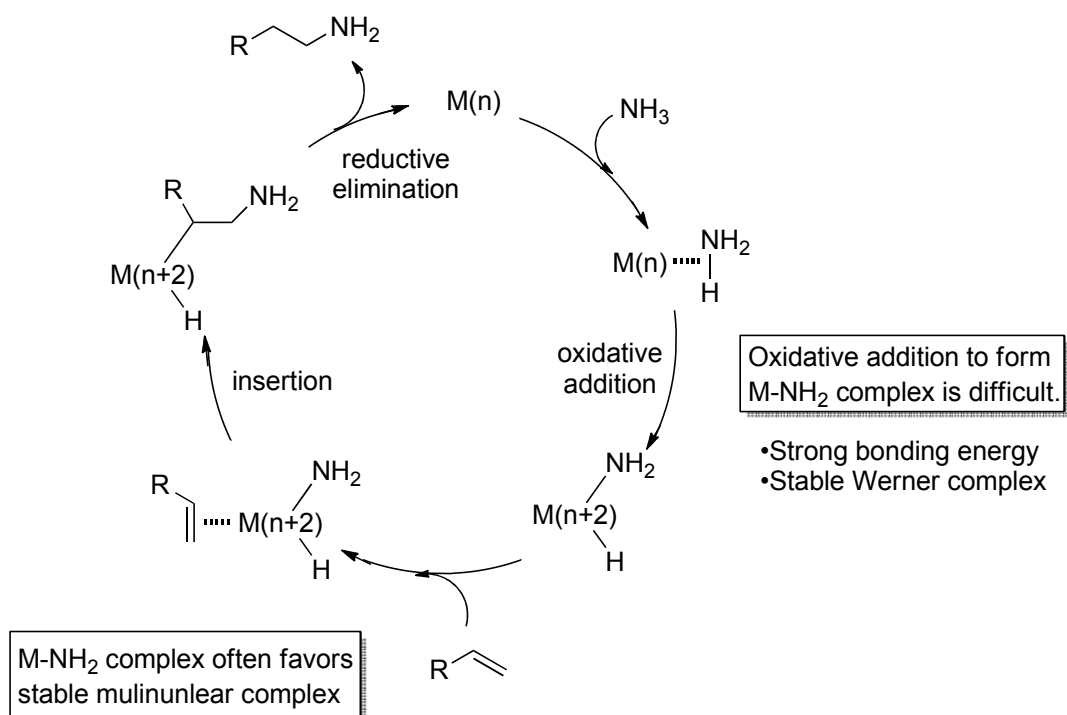 R NH₂
M(n)
NH₃
reductive
elimination
R NH₂
M(n+2)
H
M(n) NH₂
H
oxidative
addition
Oxidative addition to form
M-NH₂ complex is difficult.
•Strong bonding energy
•Stable Werner complex
insertion
NH₂
M(n+2)
H
R NH₂
M(n+2)
H
R
M-NH₂ complex often favors
stable mulinunlear complex